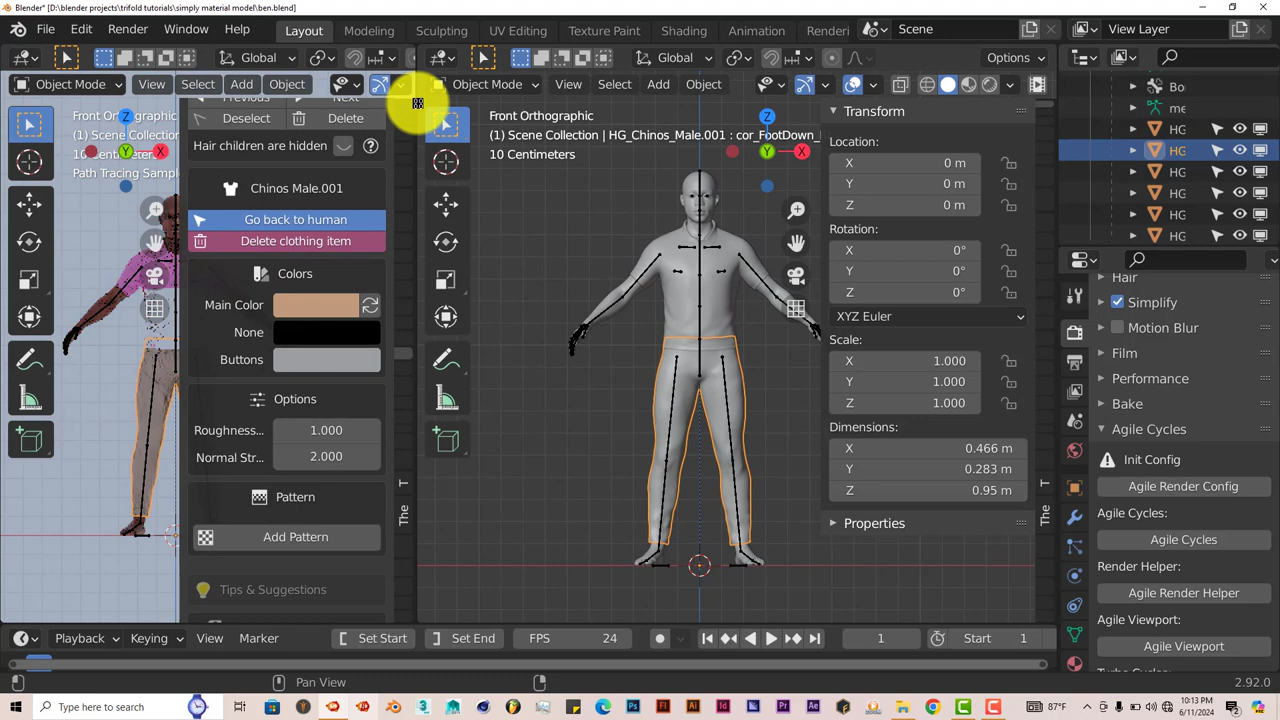 Blender* [D:\blender projects\trifold tutorials\simply material model\ben.blend]
File Edit Render Window Help Layout Modeling Sculpting UV Editing Texture Paint Shading Animation Renderi Scene View Layer
Global Global Options
Object Mode View Select Add Object Object Mode View Select Add Object
Front Orthographic
(1) Scene Collection
10 Centimeters
Path Tracing Sampl
Previous Next
Deselect Delete
Hair children are hidden
Chinos Male.001
Go back to human
Delete clothing item
Colors
Main Color
None
Buttons
Options
Roughness... 1.000
Normal Str... 2.000
Pattern
Add Pattern
Tips & Suggestions
The T
Front Orthographic
(1) Scene Collection | HG_Chinos_Male.001 : cor_FootDown_
10 Centimeters
Z
Y
X
Z
Y
X
Transform
Location:
X 0 m
Y 0 m
Z 0 m
Rotation:
X 0°
Y 0°
Z 0°
XYZ Euler
Scale:
X 1.000
Y 1.000
Z 1.000
Dimensions:
X 0.466 m
Y 0.283 m
Z 0.95 m
Properties
The T
Bo
me
HG
HG
HG
HG
HG
HG
Hair
Simplify
Motion Blur
Film
Performance
Bake
Agile Cycles
Init Config
Agile Render Config
Agile Cycles:
Agile Cycles
Render Helper:
Agile Render Helper
Agile Viewport:
Agile Viewport
Playback Keying View Marker Set Start Set End FPS 24 1 Start 1
Pan View
2.92.0
Type here to search
87°F
10:13 PM
6/11/2024